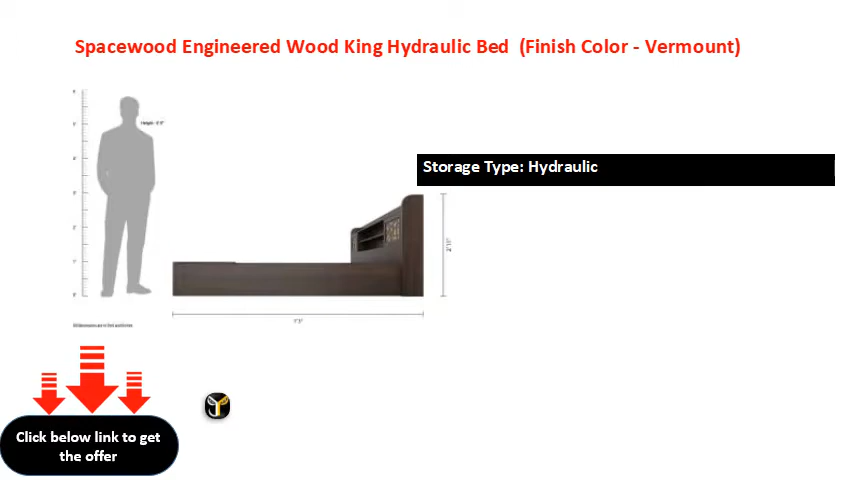 Spacewood Engineered Wood King Hydraulic Bed (Finish Color - Vermount)
Storage Type: Hydraulic
Click below link to get
the offer